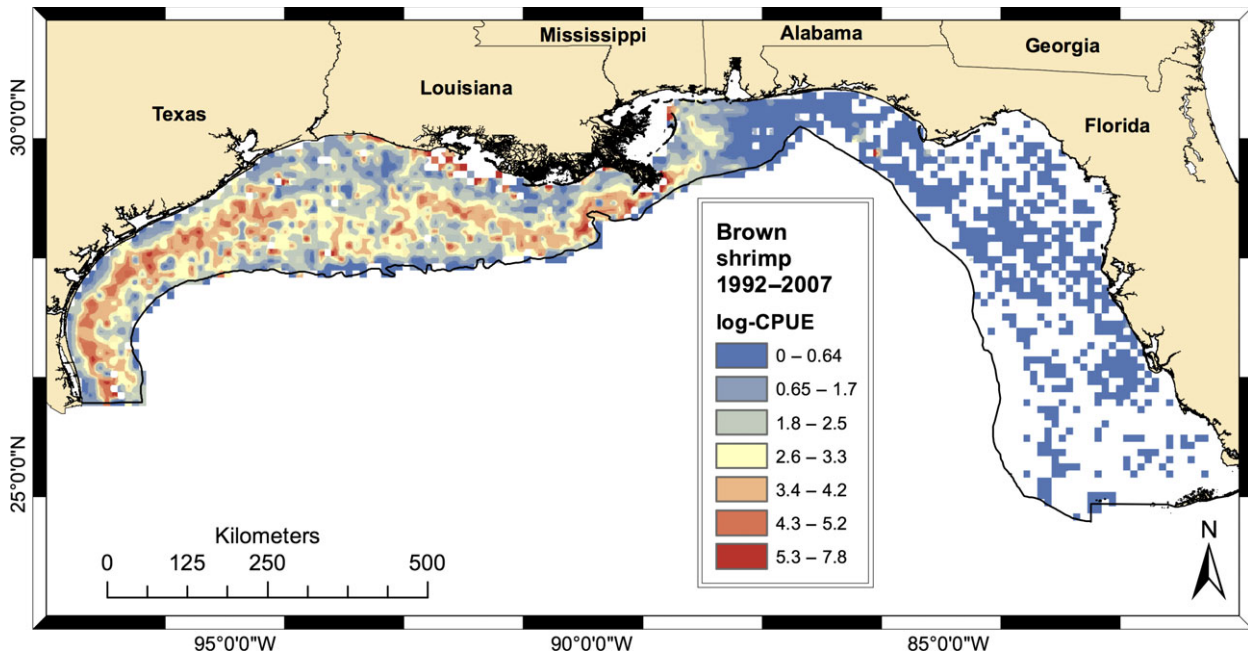 Mississippi
Alabama
Georgia
Louisiana
Texas
Florida
30°0'0"N
25°0'0"N
Brown
shrimp
1992–2007
log-CPUE
0 – 0.64
0.65 – 1.7
1.8 – 2.5
2.6 – 3.3
3.4 – 4.2
4.3 – 5.2
5.3 – 7.8
Kilometers
0 125 250 500
N
95°0'0"W 90°0'0"W 85°0'0"W